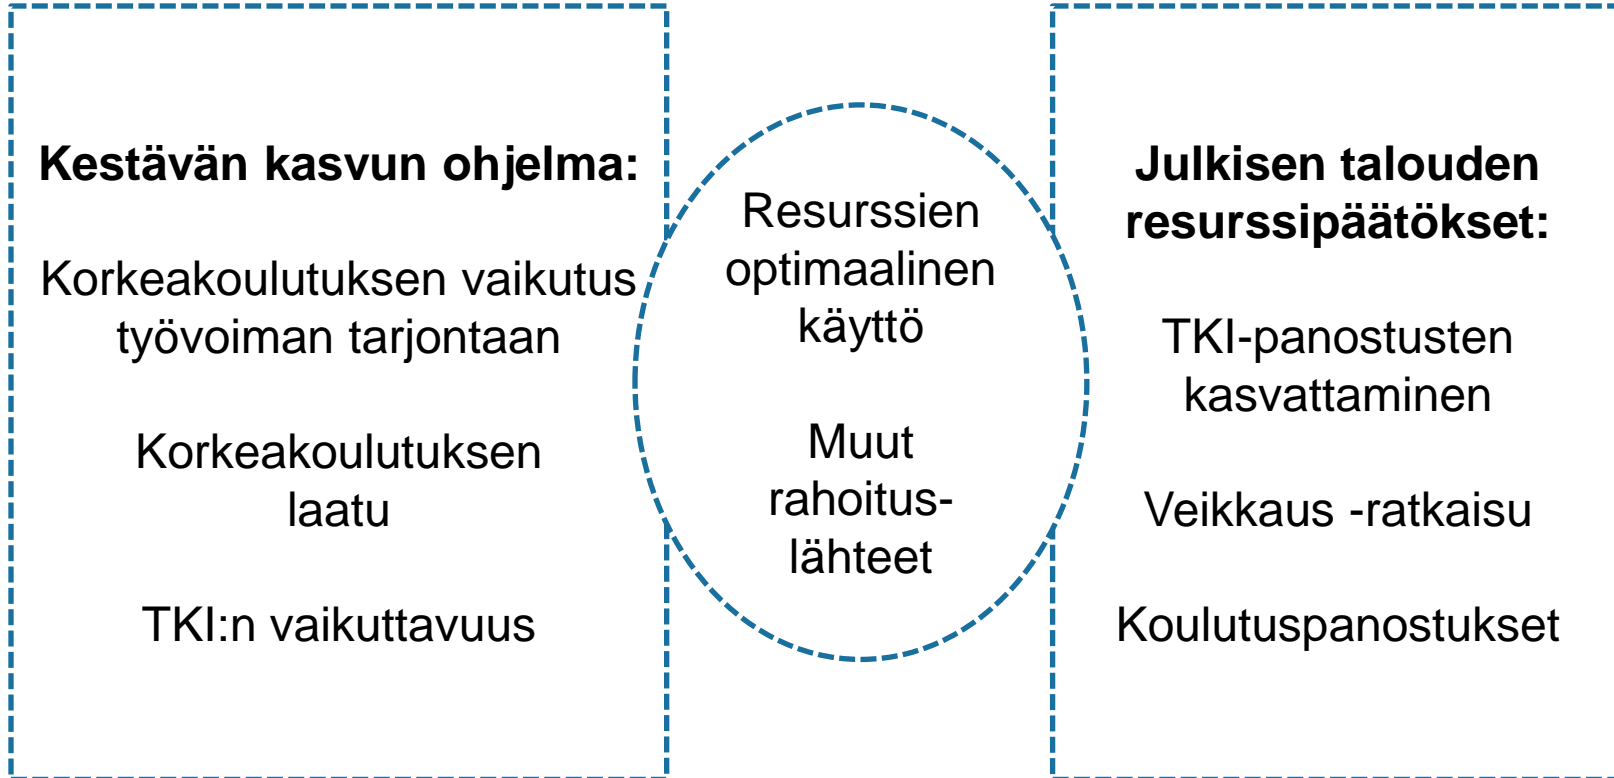 Kestävän kasvun ohjelma:
Korkeakoulutuksen vaikutus
työvoiman tarjontaan
Korkeakoulutuksen
laatu
TKI:n vaikuttavuus
Resurssien
optimaalinen
käyttö
Muut
rahoitus-
lähteet
Julkisen talouden
resurssipäätökset:
TKI-panostusten
kasvattaminen
Veikkaus -ratkaisu
Koulutuspanostukset